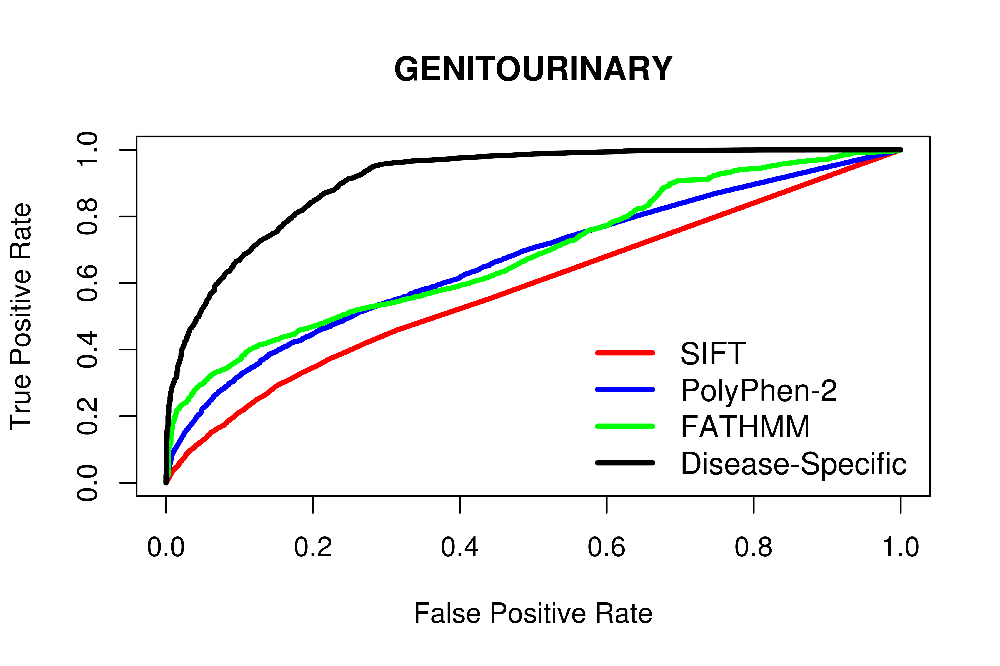 GENITOURINARY
True Positive Rate
1.0
0.8
0.6
0.4
0.2
0.0
SIFT
PolyPhen-2
FATHMM
Disease-Specific
0.0 0.2 0.4 0.6 0.8 1.0
False Positive Rate